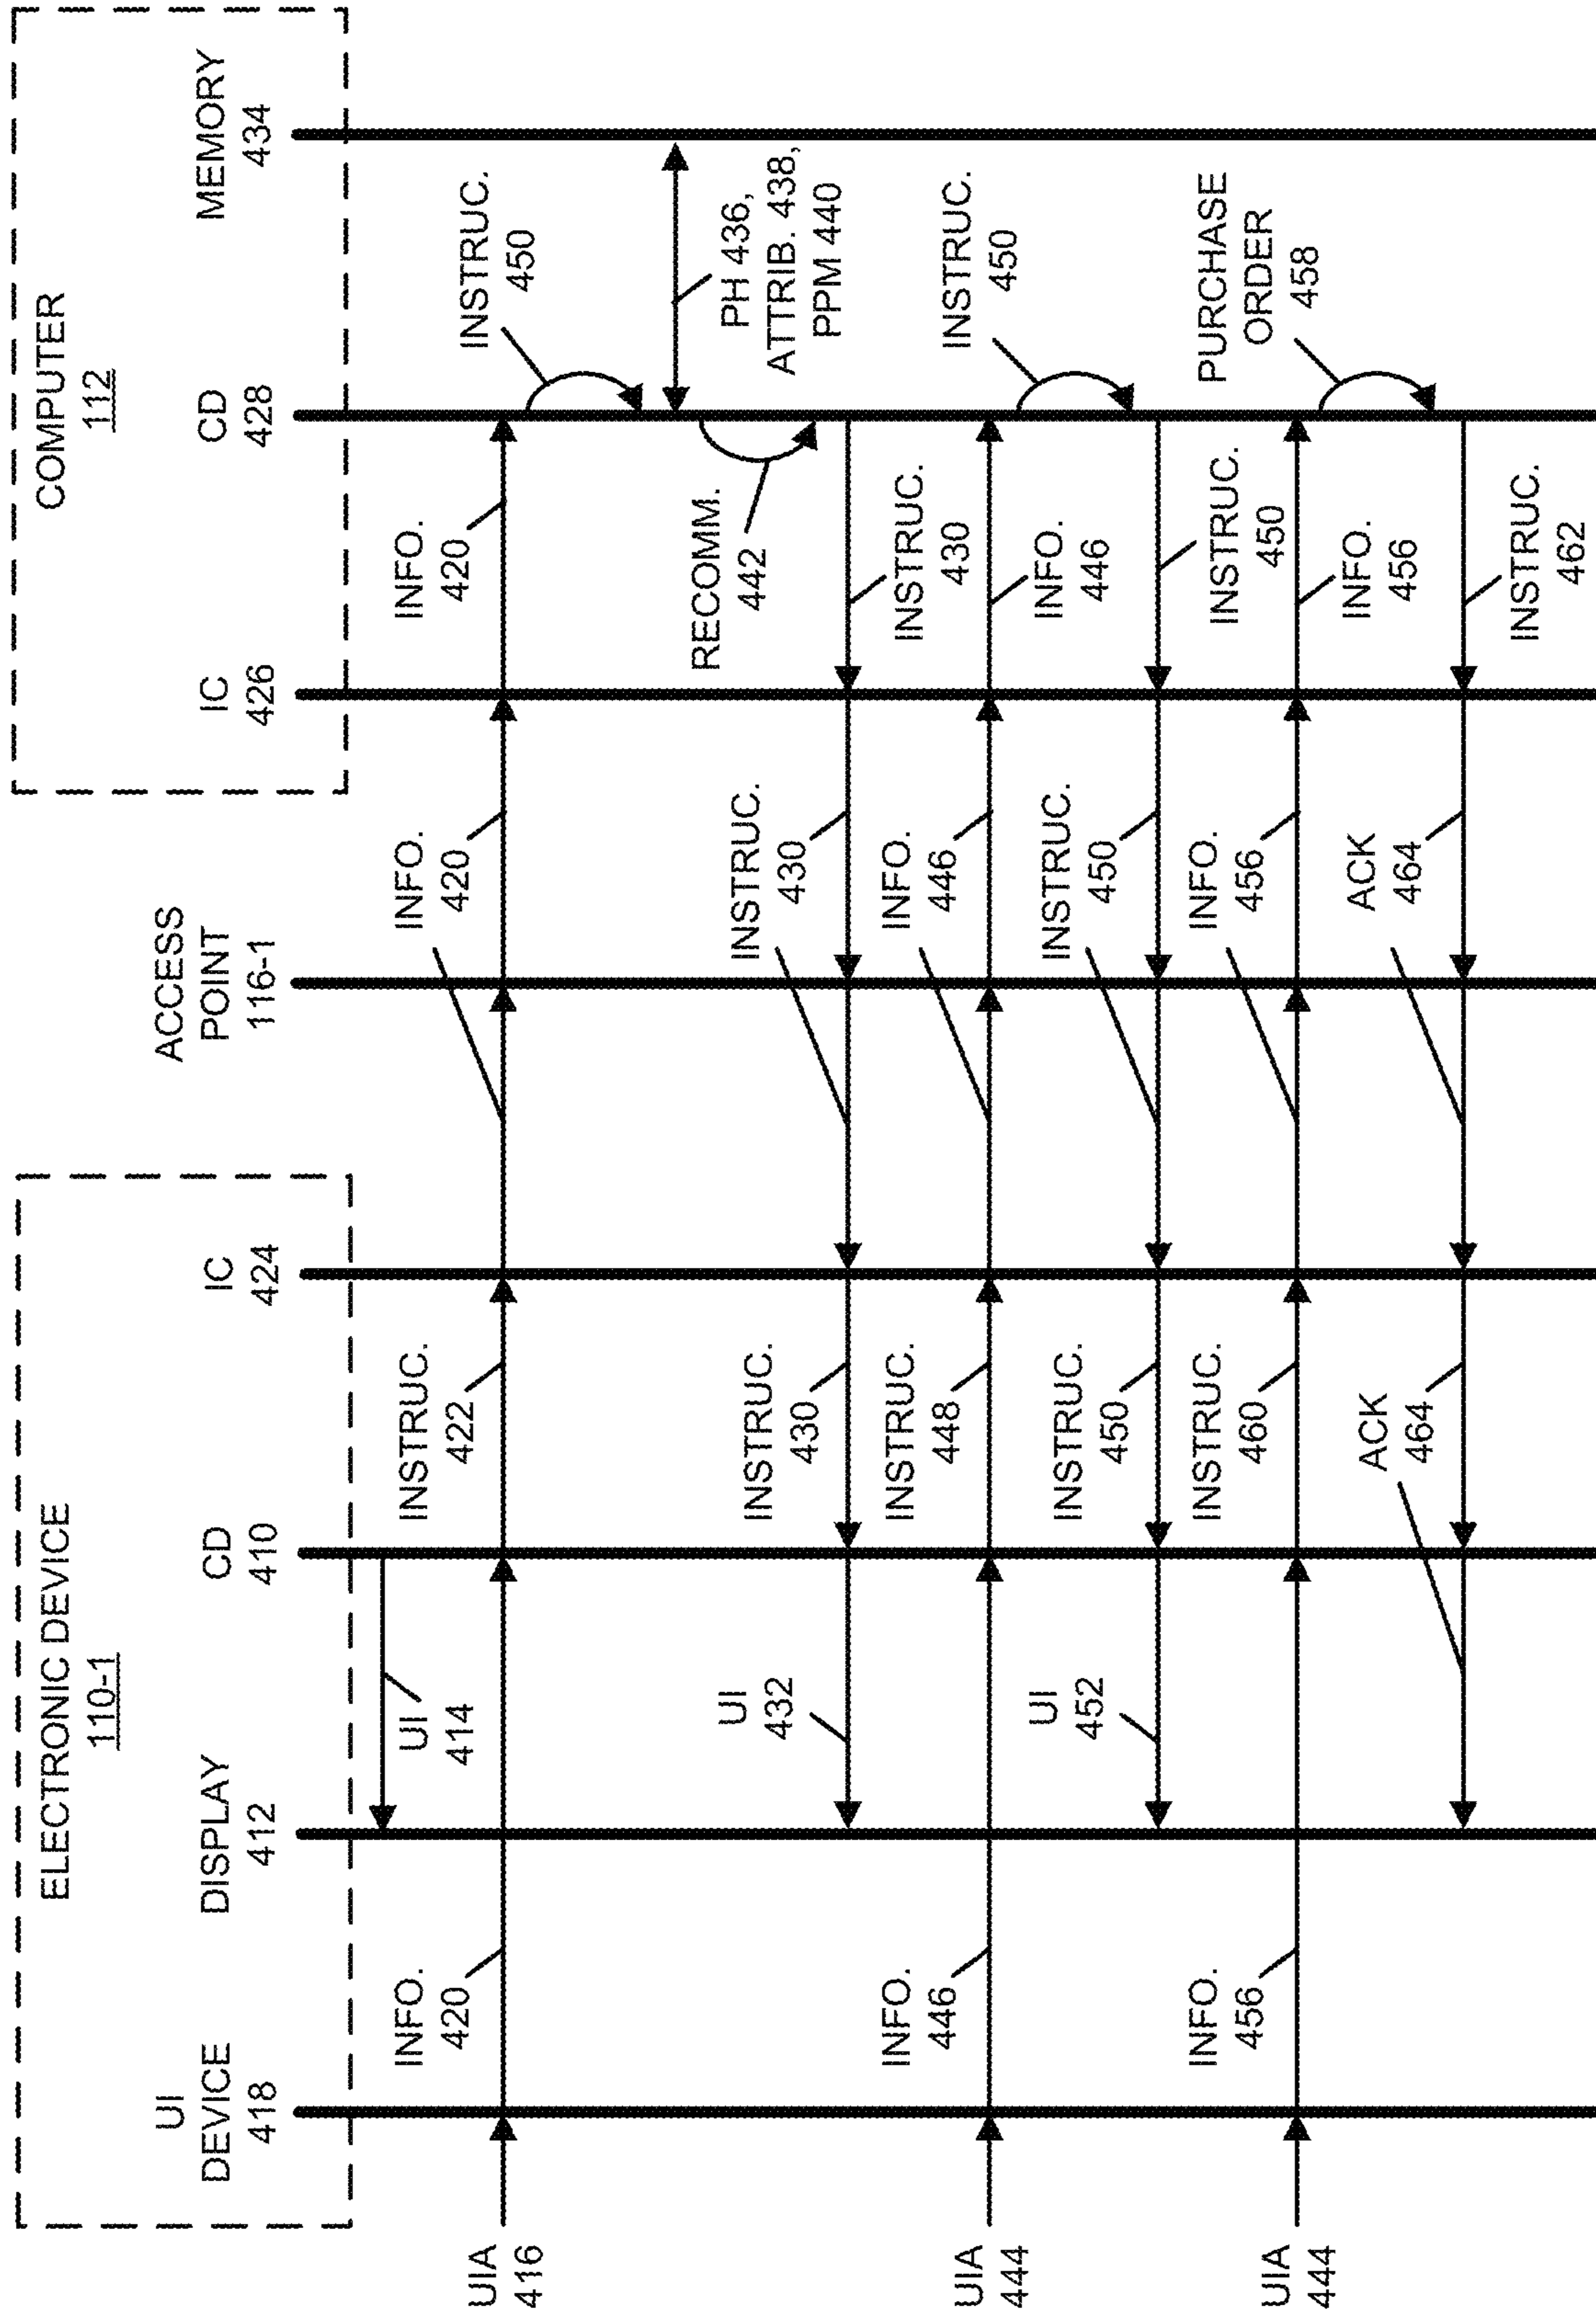 ELECTRONIC DEVICE
110-1
COMPUTER
112
UI
DEVICE
418
DISPLAY
412
CD
410
IC
424
ACCESS
POINT
116-1
IC
426
CD
428
MEMORY
434
UI
414
UIA
416
INFO.
420
INSTRUC.
422
INFO.
420
INFO.
420
INSTRUC.
450
PH 436,
ATTRIB. 438,
PPM 440
RECOMM.
442
UI
432
INSTRUC.
430
INSTRUC.
430
INSTRUC.
430
UIA
444
INFO.
446
INSTRUC.
448
INFO.
446
INFO.
446
INSTRUC.
450
UI
452
INSTRUC.
450
INSTRUC.
450
INSTRUC.
450
UIA
444
INFO.
456
INSTRUC.
460
INFO.
456
INFO.
456
PURCHASE
ORDER
458
ACK
464
ACK
464
INSTRUC.
462